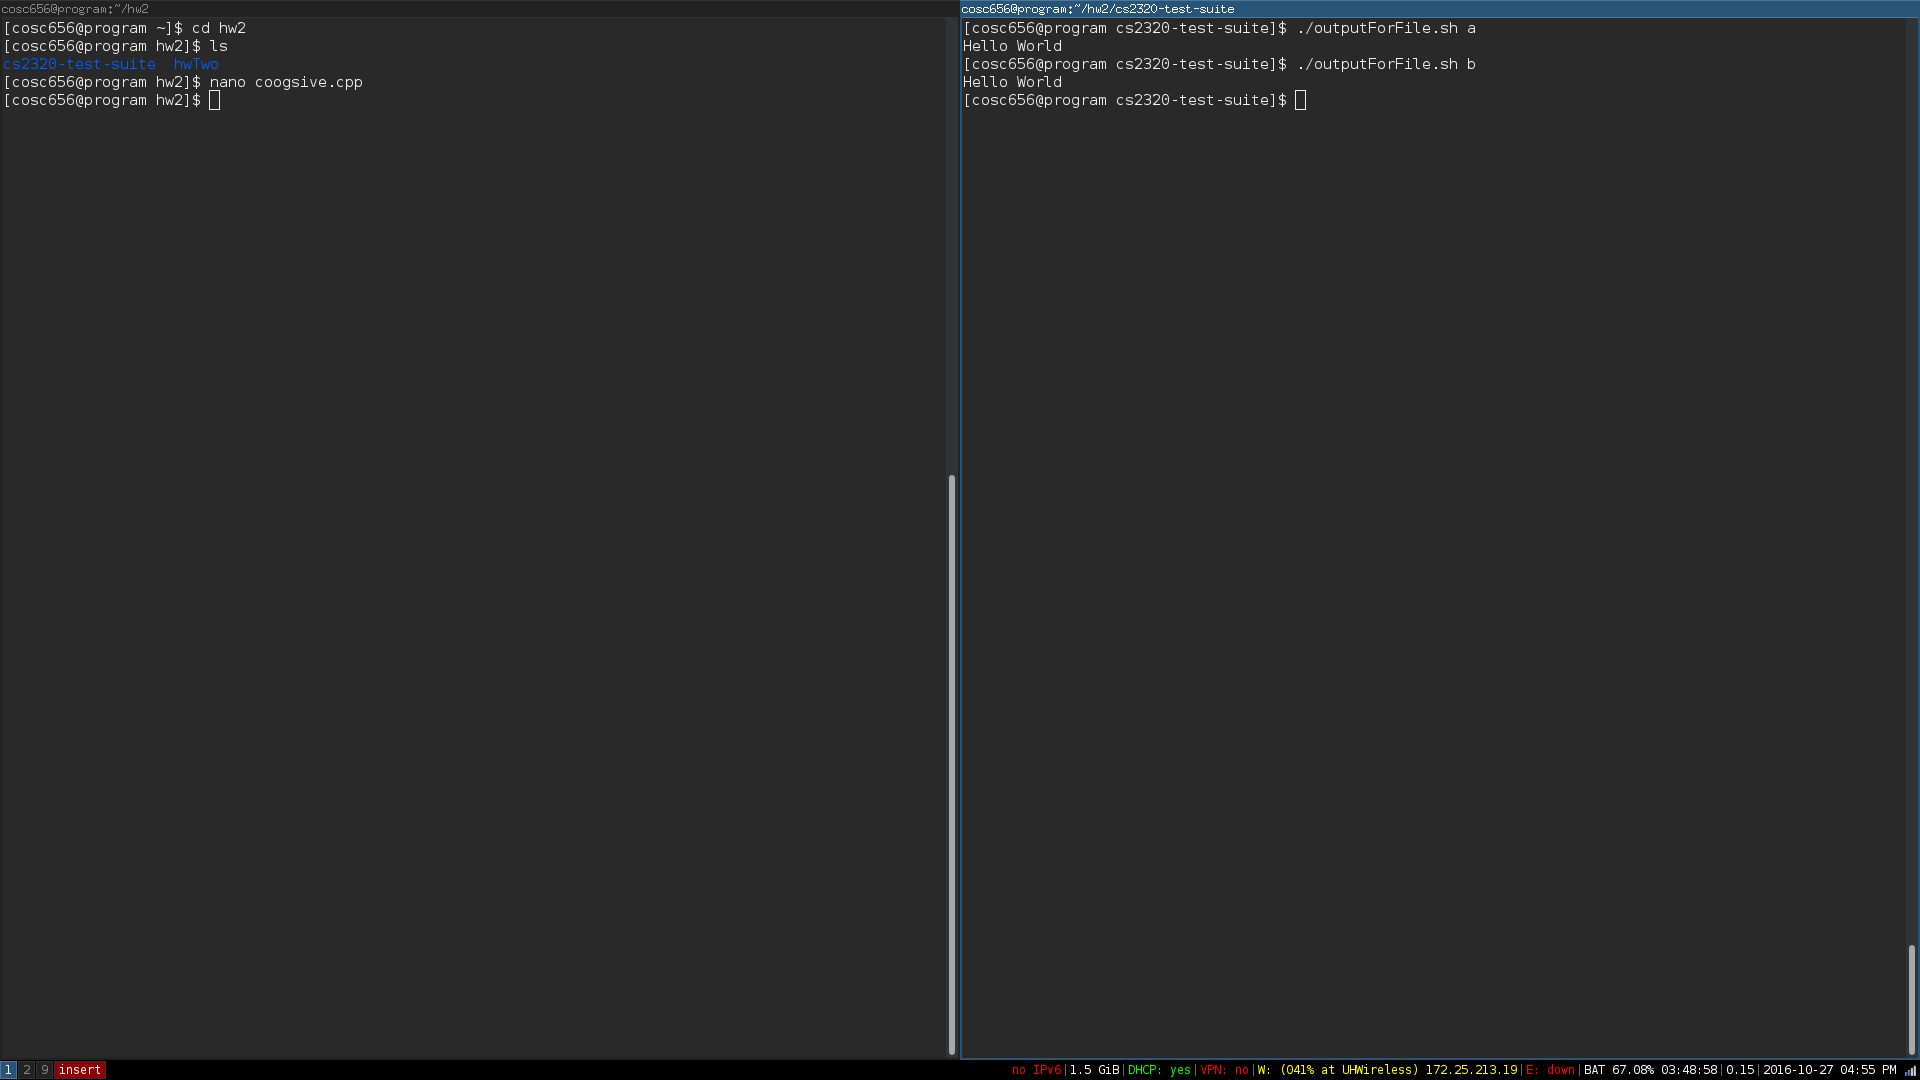 cosc656@program:~/hw2
[cosc656@program ~]$ cd hw2
[cosc656@program hw2]$ ls
cs2320-test-suite  hwTwo
[cosc656@program hw2]$ nano coogsive.cpp
[cosc656@program hw2]$
cosc656@program:~/hw2/cs2320-test-suite
[cosc656@program cs2320-test-suite]$ ./outputForFile.sh a
Hello World
[cosc656@program cs2320-test-suite]$ ./outputForFile.sh b
Hello World
[cosc656@program cs2320-test-suite]$
1 2 9 insert
no IPv6|1.5 GiB|DHCP: yes|VPN: no|W: (041% at UHWireless) 172.25.213.19|E: down|BAT 67.08% 03:48:58|0.15|2016-10-27 04:55 PM